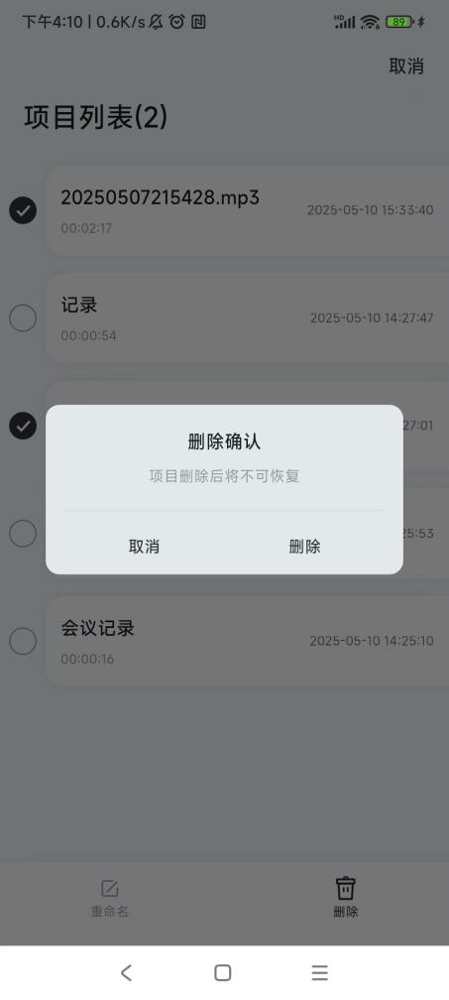 下午4:10 | 0.6K/s
HD
89
取消
项目列表(2)
20250507215428.mp3
2025-05-10 15:33:40
00:02:17
记录
2025-05-10 14:27:47
00:00:54
27:01
删除确认
项目删除后将不可恢复
25:53
取消
删除
会议记录
2025-05-10 14:25:10
00:00:16
重命名
删除